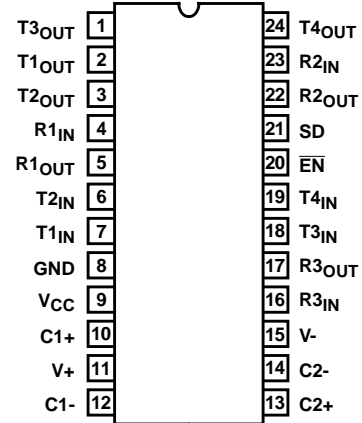 T3OUT 1 24 T4OUT
T1OUT 2 23 R2IN
T2OUT 3 22 R2OUT
R1IN 4 21 SD
R1OUT 5 20 E̅N̅
T2IN 6 19 T4IN
T1IN 7 18 T3IN
GND 8 17 R3OUT
VCC 9 16 R3IN
C1+ 10 15 V-
V+ 11 14 C2-
C1- 12 13 C2+